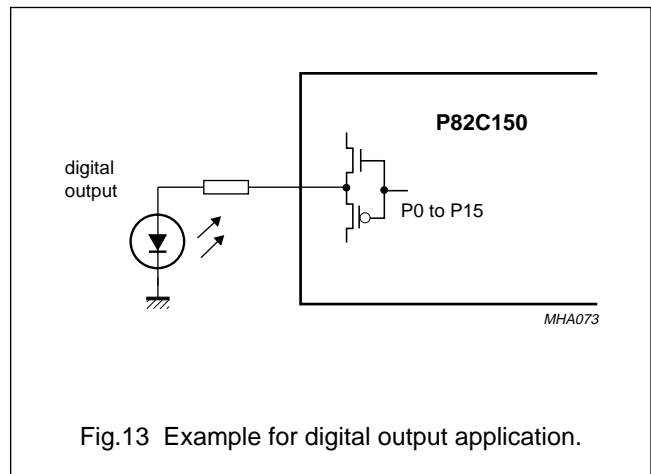 P82C150
digital
output
P0 to P15
MHA073
Fig.13 Example for digital output application.